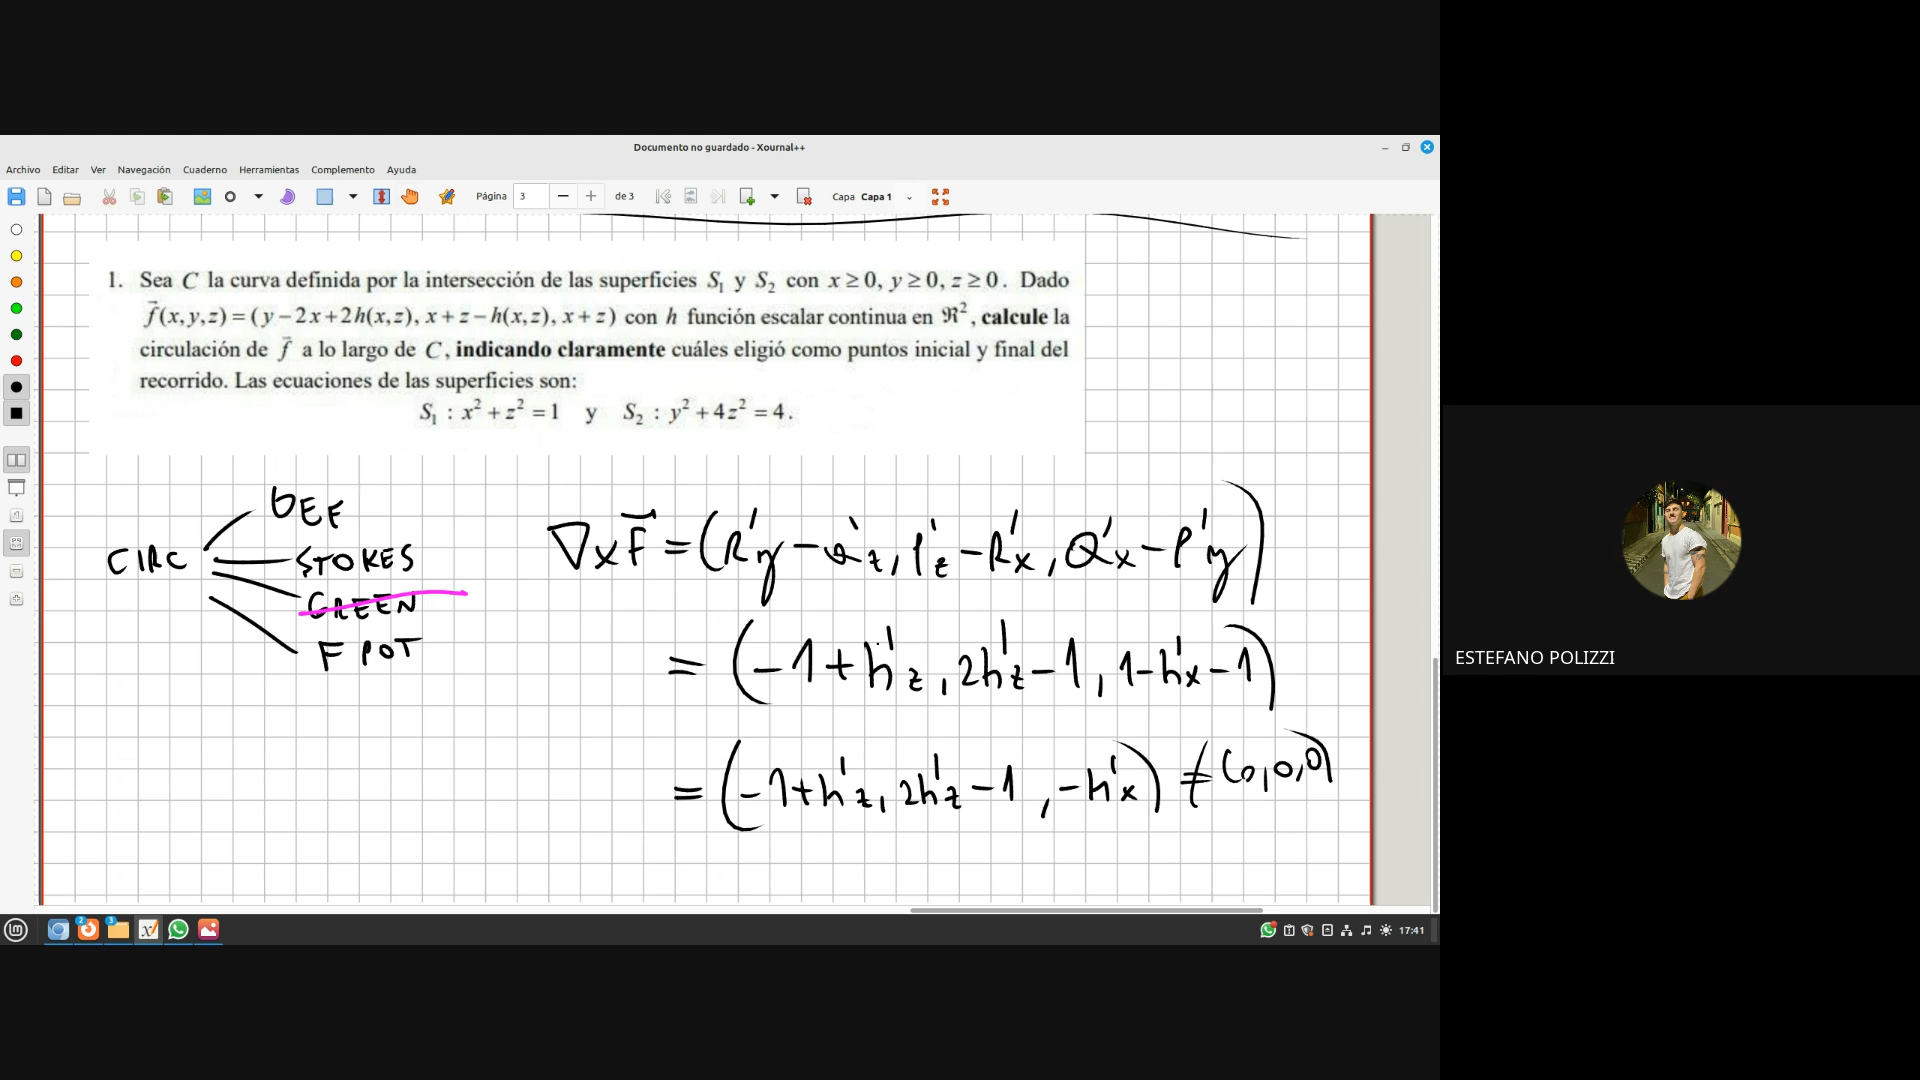 Documento no guardado - Xournal++
Archivo Editar Ver Navegación Cuaderno Herramientas Complemento Ayuda
Página 3 de 3 Capa Capa 1
1. Sea C la curva definida por la intersección de las superficies S₁ y S₂ con x ≥ 0, y ≥ 0, z ≥ 0. Dado
f⃗(x,y,z) = (y − 2x + 2h(x,z), x + z − h(x,z), x + z) con h función escalar continua en ℜ², calcule la
circulación de f⃗ a lo largo de C, indicando claramente cuáles eligió como puntos inicial y final del
recorrido. Las ecuaciones de las superficies son:
S₁ : x² + z² = 1 y S₂ : y² + 4z² = 4.
CIRC
DEF
STOKES
GREEN
F POT
∇×F⃗ = (R'y − Q'z, P'z − R'x, Q'x − P'y)
= (−1 + h'z, 2h'z − 1, 1 − h'x − 1)
= (−1 + h'z, 2h'z − 1, −h'x) ≠ (0,0,0)
ESTEFANO POLIZZI
2 3 17:41